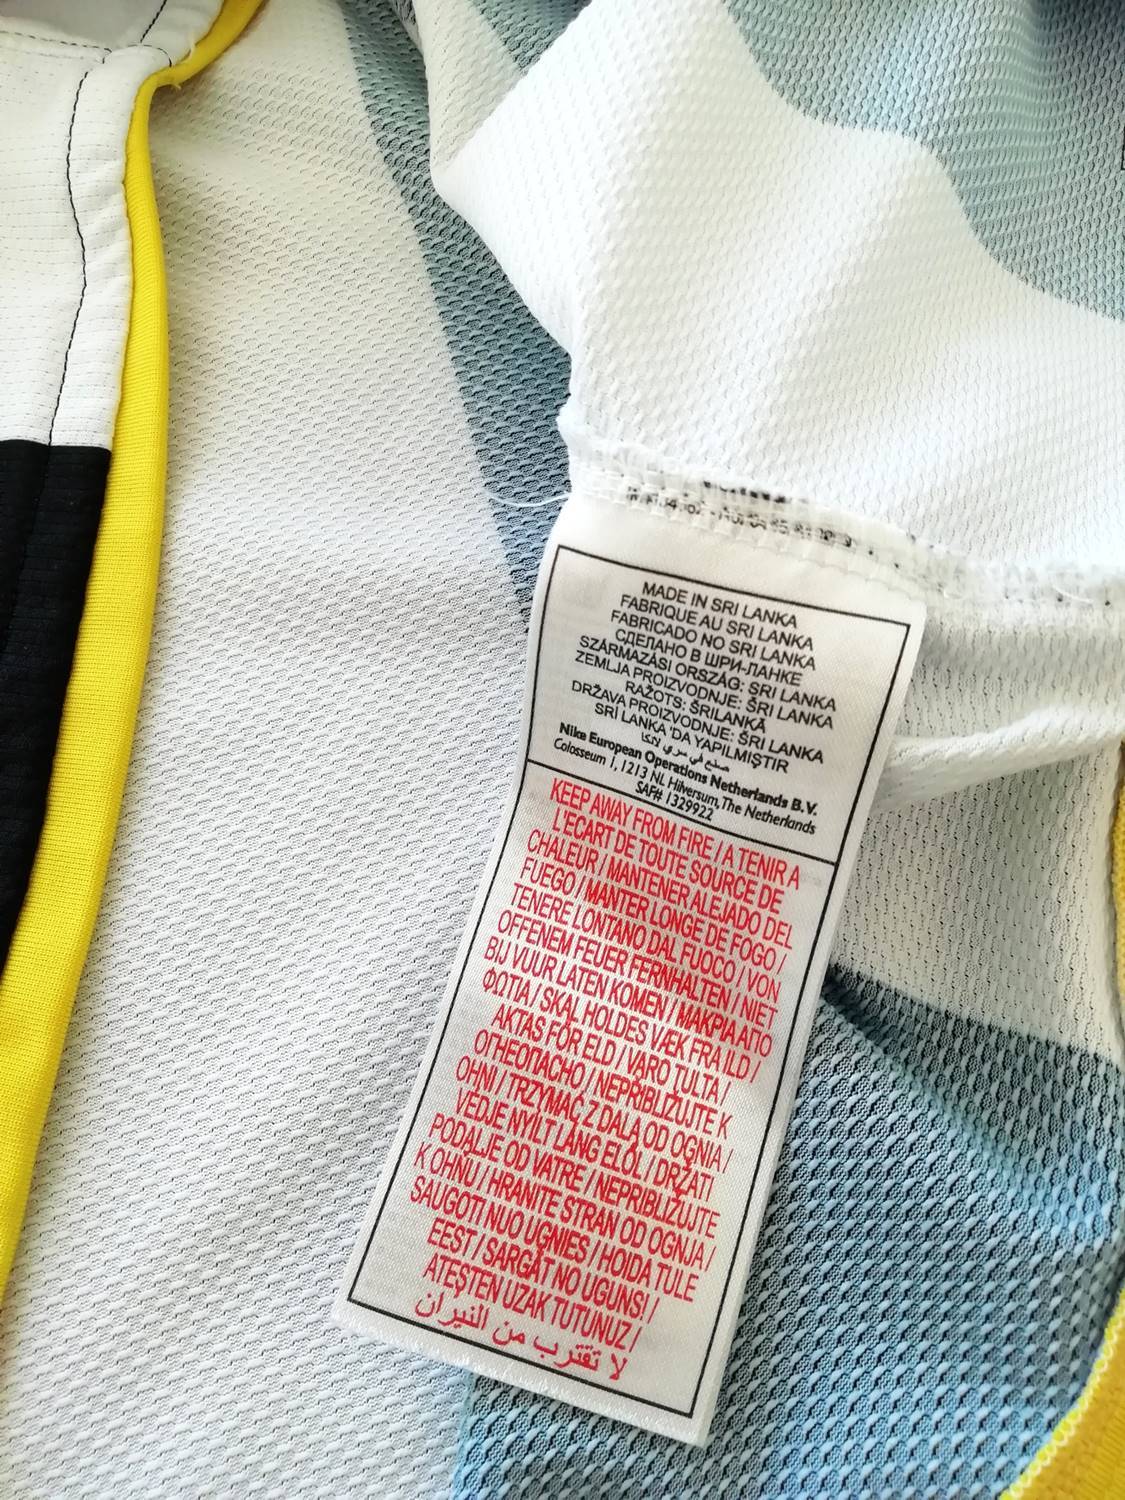 MADE IN SRI LANKA
FABRIQUE AU SRI LANKA
FABRICADO NO SRI LANKA
СДЕЛАНО В ШРИ-ЛАНКЕ
SZÁRMAZÁSI ORSZÁG: SRI LANKA
ZEMLJA PROIZVODNJE: ŠRI LANKA
RAŽOTS: ŠRILANKĀ
DRŽAVA PROIZVODNJE: ŠRI LANKA
SRİ LANKA 'DA YAPILMIŞTIR
صنع في سري لانكا
Nike European Operations Netherlands B.V.
Colosseum 1, 1213 NL Hilversum, The Netherlands
SAF# 1329922
KEEP AWAY FROM FIRE / A TENIR A
L'ECART DE TOUTE SOURCE DE
CHALEUR / MANTENER ALEJADO DEL
FUEGO / MANTER LONGE DE FOGO /
TENERE LONTANO DAL FUOCO / VON
OFFENEM FEUER FERNHALTEN / NIET
BIJ VUUR LATEN KOMEN / ΜΑΚΡΙΑ ΑΠΟ
ΦΩΤΙΑ / SKAL HOLDES VÆK FRA ILD /
AKTAS FÖR ELD / VARO TULTA /
ОГНЕОПАСНО / NEPŘIBLIŽUJTE K
OHNI / TRZYMAĆ Z DALA OD OGNIA /
VÉDJE NYÍLT LÁNG ELŐL / DRŽATI
PODALJE OD VATRE / NEPRIBLIŽUJTE
K OHŇU / HRANITE STRAN OD OGNJA /
SAUGOTI NUO UGNIES / HOIDA TULE
EEST / SARGĀT NO UGUNS! /
ATEŞTEN UZAK TUTUNUZ /
لا تقترب من النيران